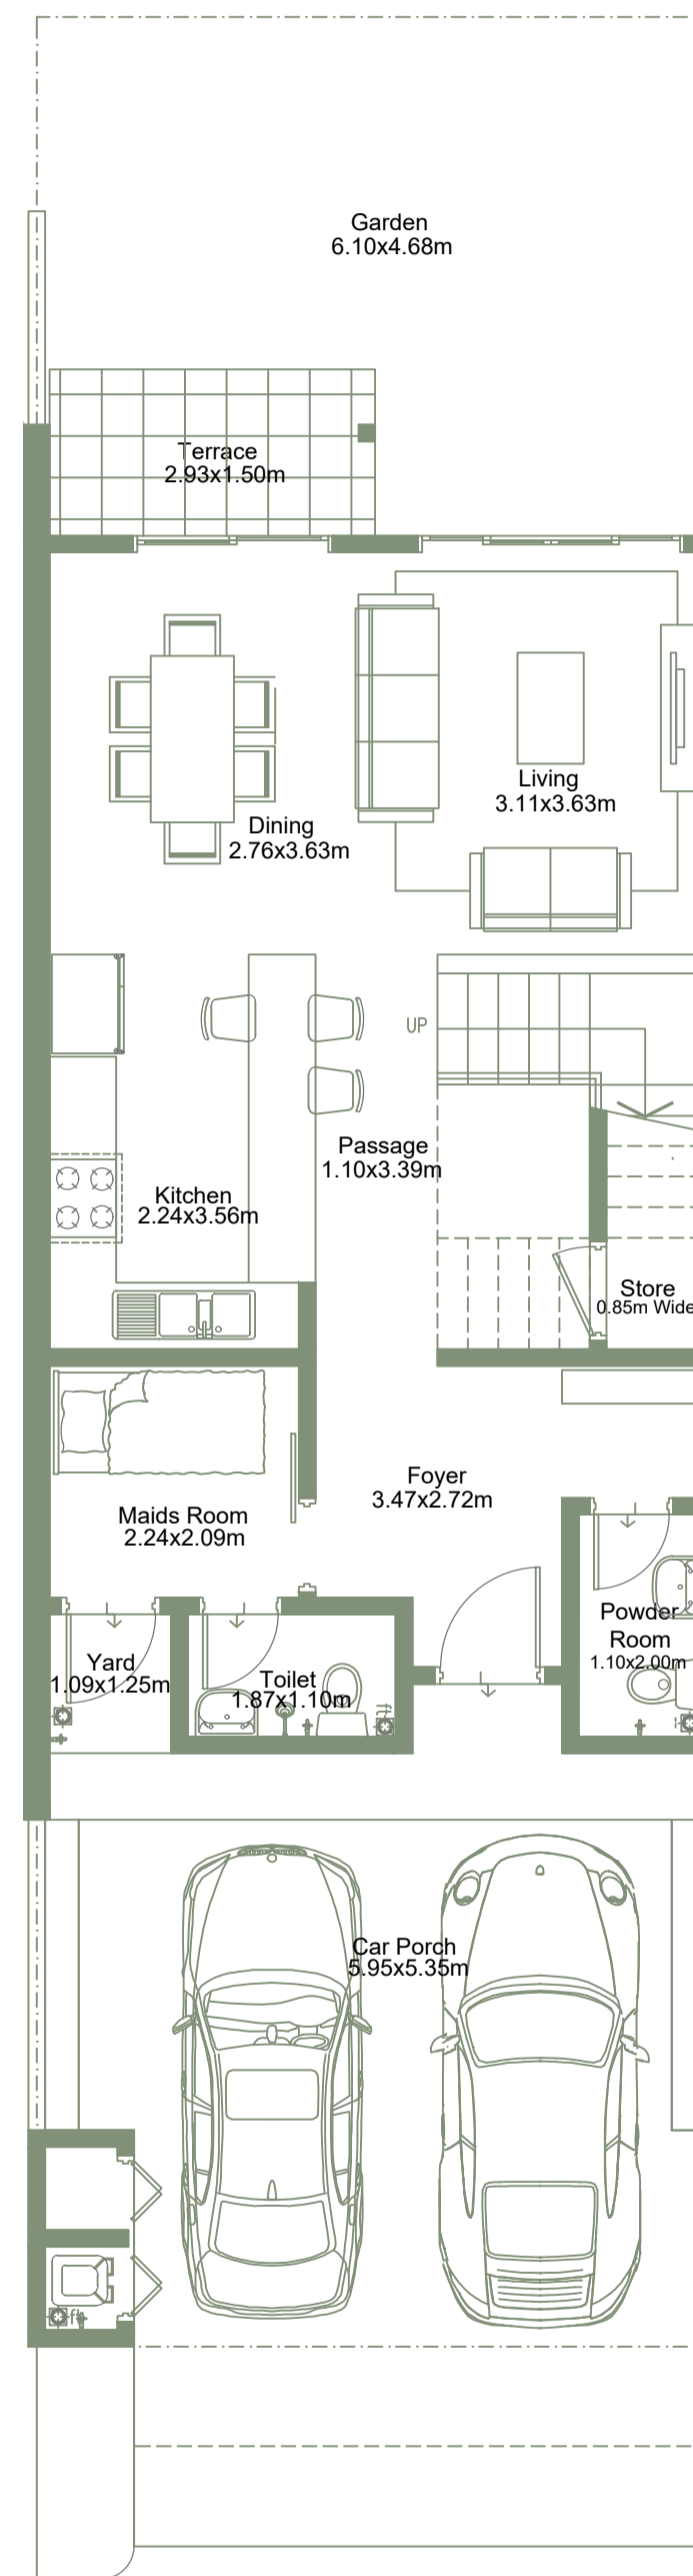 Garden
6.10x4.68m
Terrace
2.93x1.50m
Living
3.11x3.63m
Dining
2.76x3.63m
UP
Passage
1.10x3.39m
Kitchen
2.24x3.56m
Store
0.85m Wide
Foyer
3.47x2.72m
Maids Room
2.24x2.09m
Powder
Room
1.10x2.00m
Yard
1.09x1.25m
Toilet
1.87x1.10m
Car Porch
5.95x5.35m